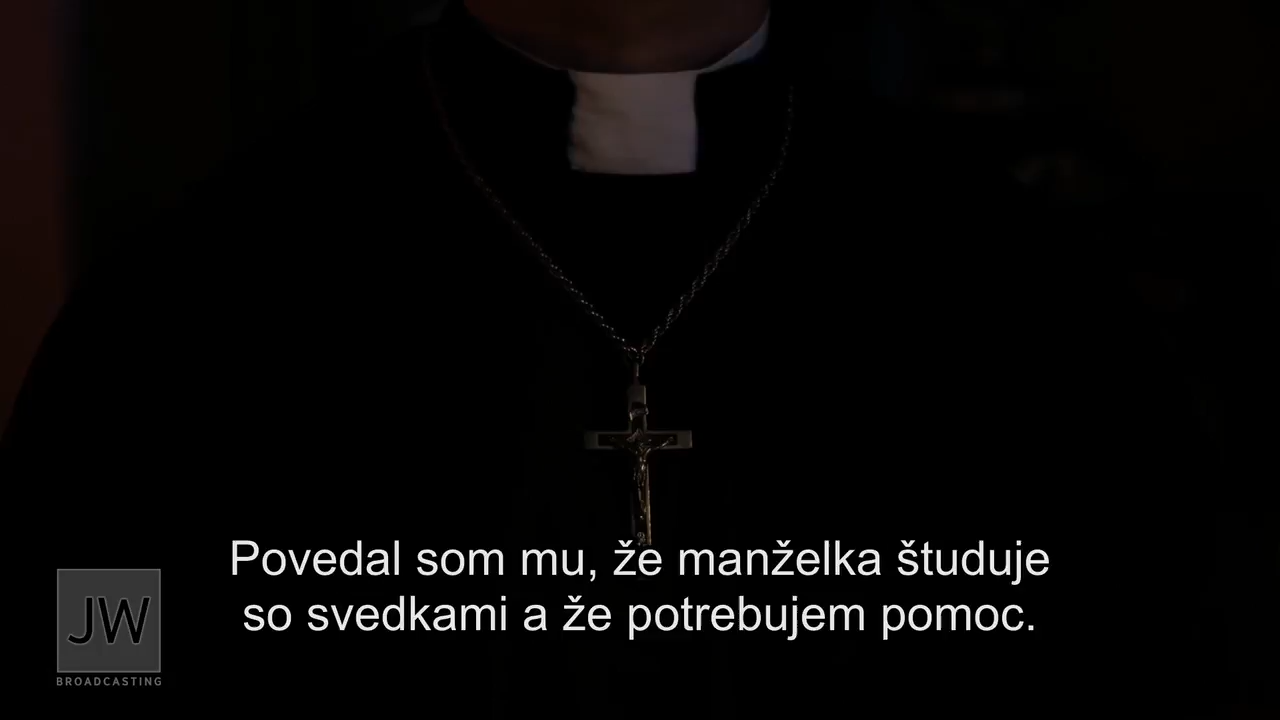 Povedal som mu, že manželka študuje
so svedkami a že potrebujem pomoc.
JW
BROADCASTING